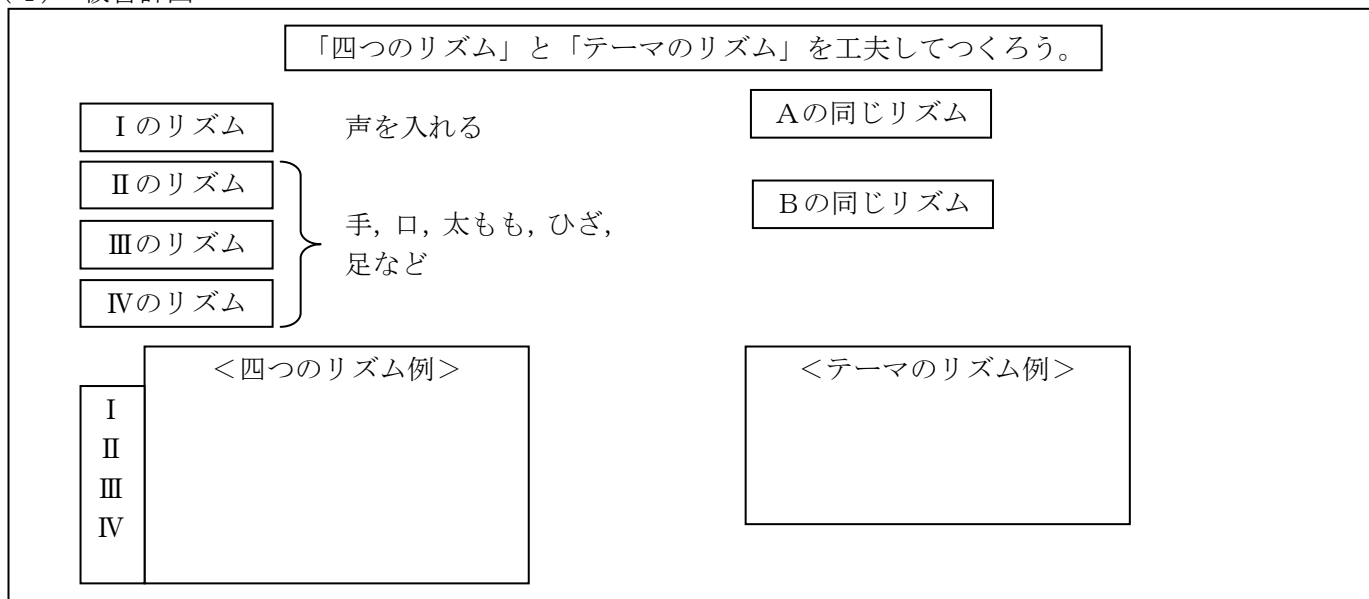 「四つのリズム」と「テーマのリズム」を工夫してつくろう。
Ⅰのリズム
声を入れる
Ⅱのリズム
Ⅲのリズム
Ⅳのリズム
手，口，太もも，ひざ，
足など
Aの同じリズム
Bの同じリズム
＜四つのリズム例＞
Ⅰ
Ⅱ
Ⅲ
Ⅳ
＜テーマのリズム例＞